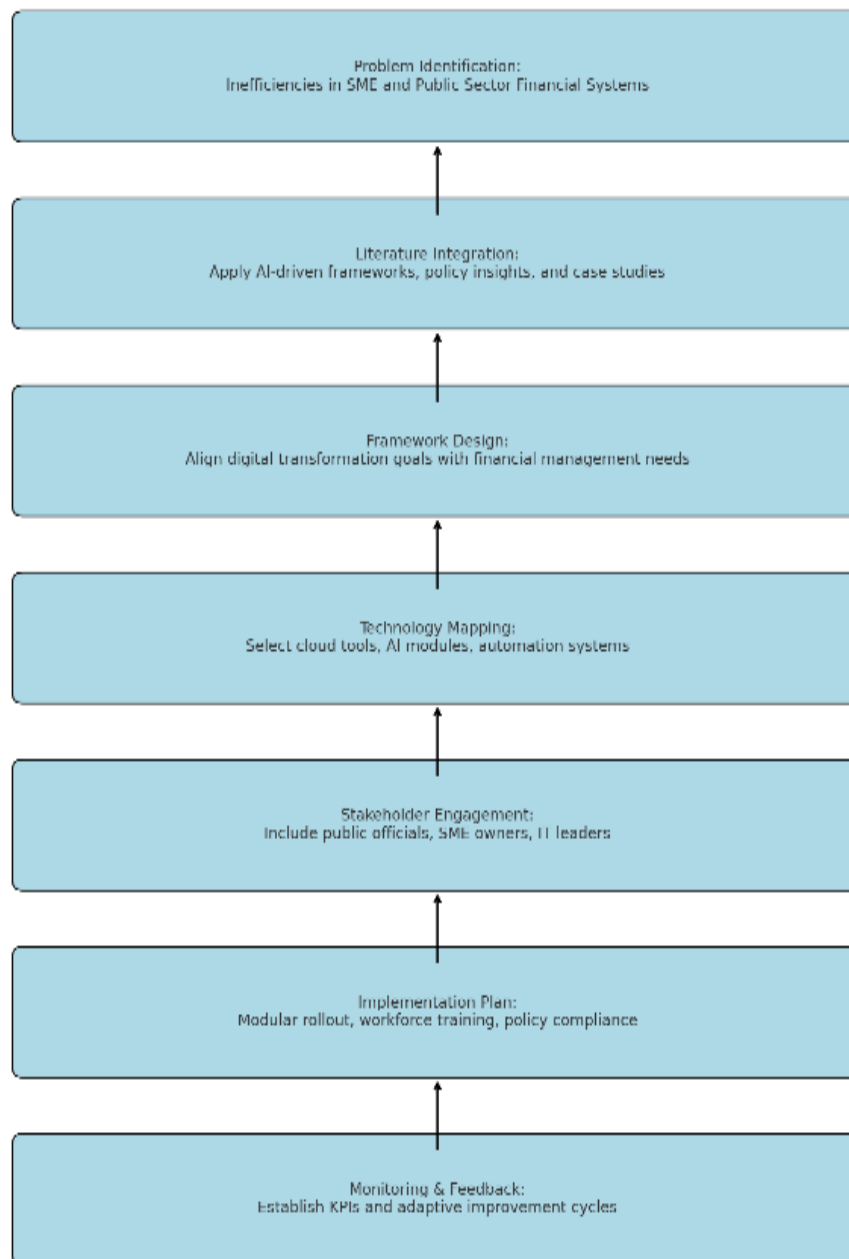 Problem Identification:
Inefficiencies in SME and Public Sector Financial Systems
Literature Integration:
Apply AI-driven frameworks, policy insights, and case studies
Framework Design:
Align digital transformation goals with financial management needs
Technology Mapping:
Select cloud tools, AI modules, automation systems
Stakeholder Engagement:
Include public officials, SME owners, IT leaders
Implementation Plan:
Modular rollout, workforce training, policy compliance
Monitoring & Feedback:
Establish KPIs and adaptive improvement cycles